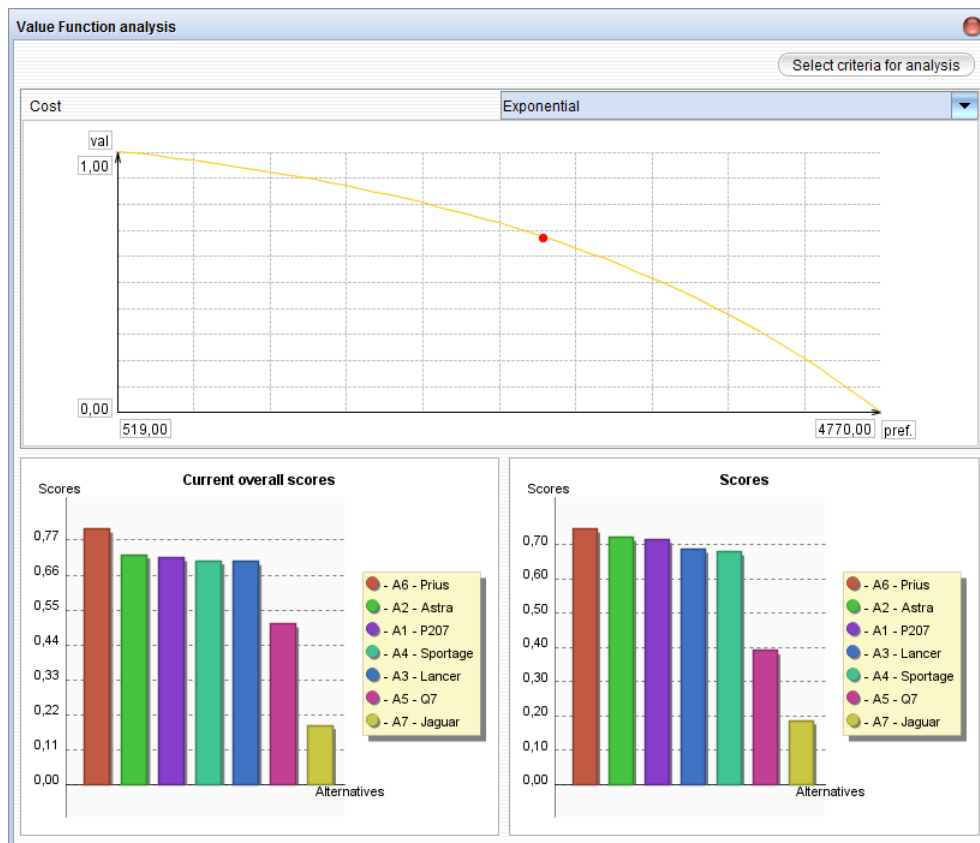 Value Function analysis
Select criteria for analysis
Cost
Exponential
val
1,00
0,00
519,00
4770,00
pref.
Current overall scores
Scores
0,77
0,66
0,55
0,44
0,33
0,22
0,11
0,00
Alternatives
- A6 - Prius
- A2 - Astra
- A1 - P207
- A4 - Sportage
- A3 - Lancer
- A5 - Q7
- A7 - Jaguar
Scores
Scores
0,70
0,60
0,50
0,40
0,30
0,20
0,10
0,00
Alternatives
- A6 - Prius
- A2 - Astra
- A1 - P207
- A3 - Lancer
- A4 - Sportage
- A5 - Q7
- A7 - Jaguar